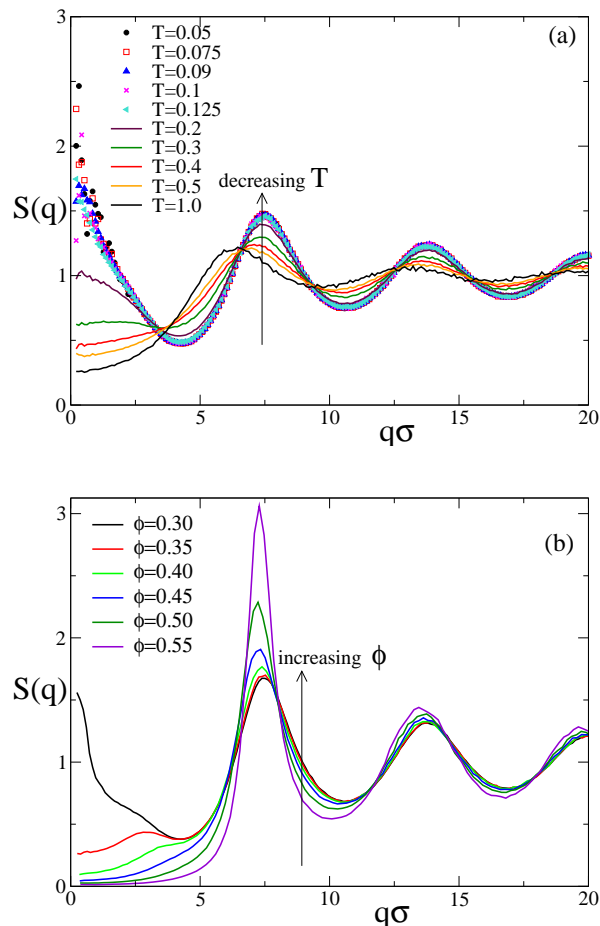 (a)
3
2
1
0
S(q)
T=0.05
T=0.075
T=0.09
T=0.1
T=0.125
T=0.2
T=0.3
T=0.4
T=0.5
T=1.0
decreasing T
0 5 10 15 20
qσ
(b)
3
2
1
0
S(q)
ϕ=0.30
ϕ=0.35
ϕ=0.40
ϕ=0.45
ϕ=0.50
ϕ=0.55
increasing ϕ
0 5 10 15 20
qσ